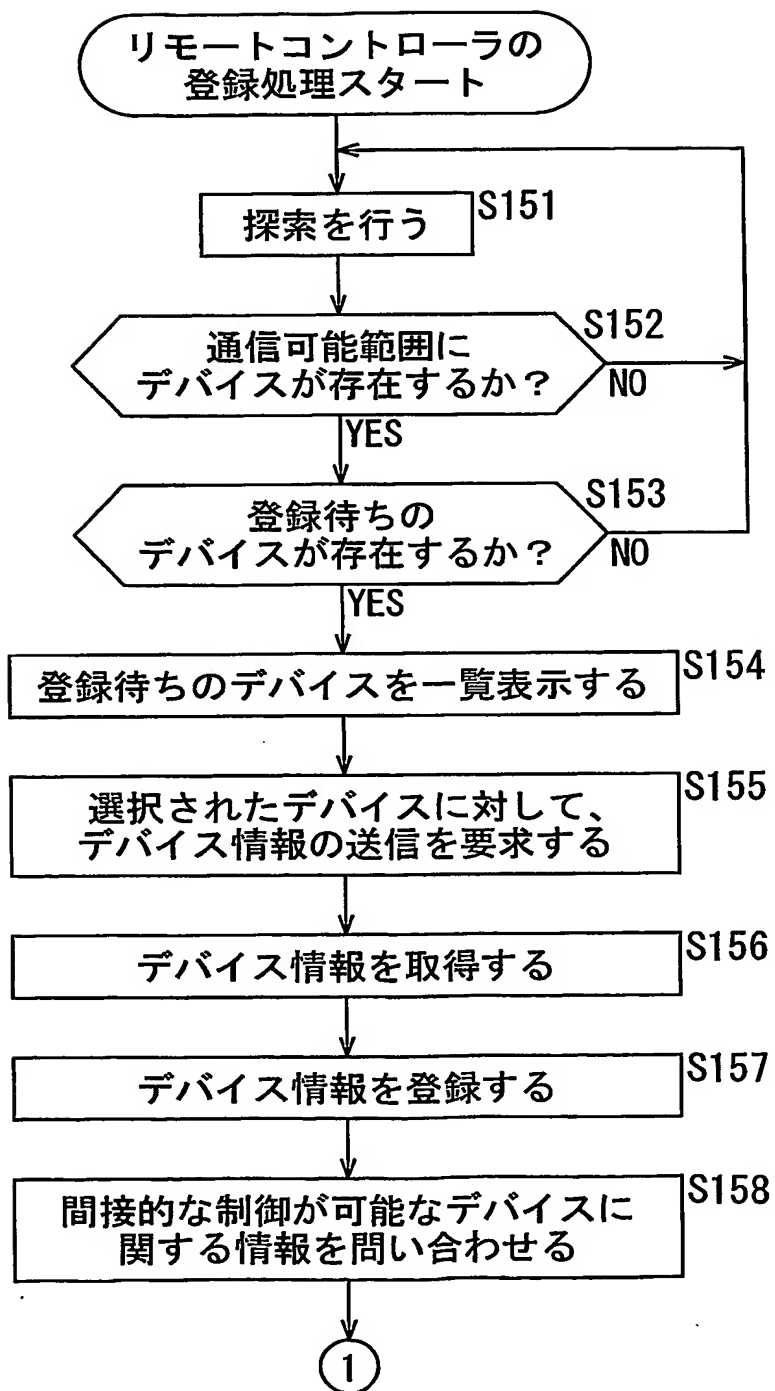 リモートコントローラの
登録処理スタート
探索を行う
S151
通信可能範囲に
デバイスが存在するか？
S152
NO
YES
登録待ちの
デバイスが存在するか？
S153
NO
YES
登録待ちのデバイスを一覧表示する
S154
選択されたデバイスに対して、
デバイス情報の送信を要求する
S155
デバイス情報を取得する
S156
デバイス情報を登録する
S157
間接的な制御が可能なデバイスに
関する情報を問い合わせる
S158
1